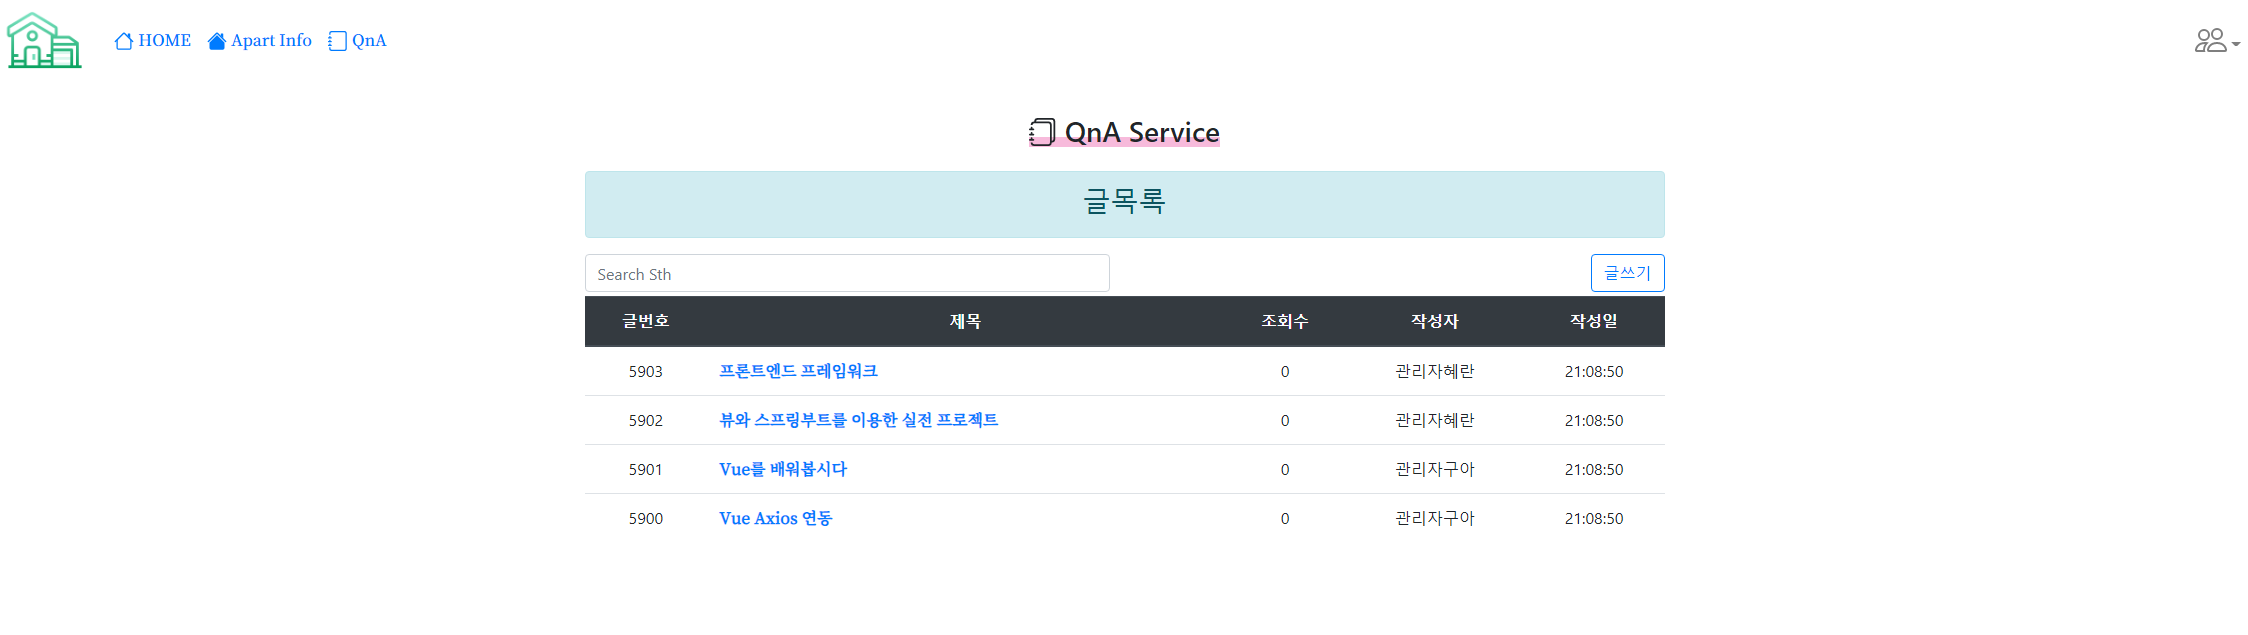 HOME Apart Info QnA
QnA Service
글목록
Search Sth 글쓰기
글번호 제목 조회수 작성자 작성일
5903 프론트엔드 프레임워크 0 관리자혜란 21:08:50
5902 뷰와 스프링부트를 이용한 실전 프로젝트 0 관리자혜란 21:08:50
5901 Vue를 배워봅시다 0 관리자구아 21:08:50
5900 Vue Axios 연동 0 관리자구아 21:08:50